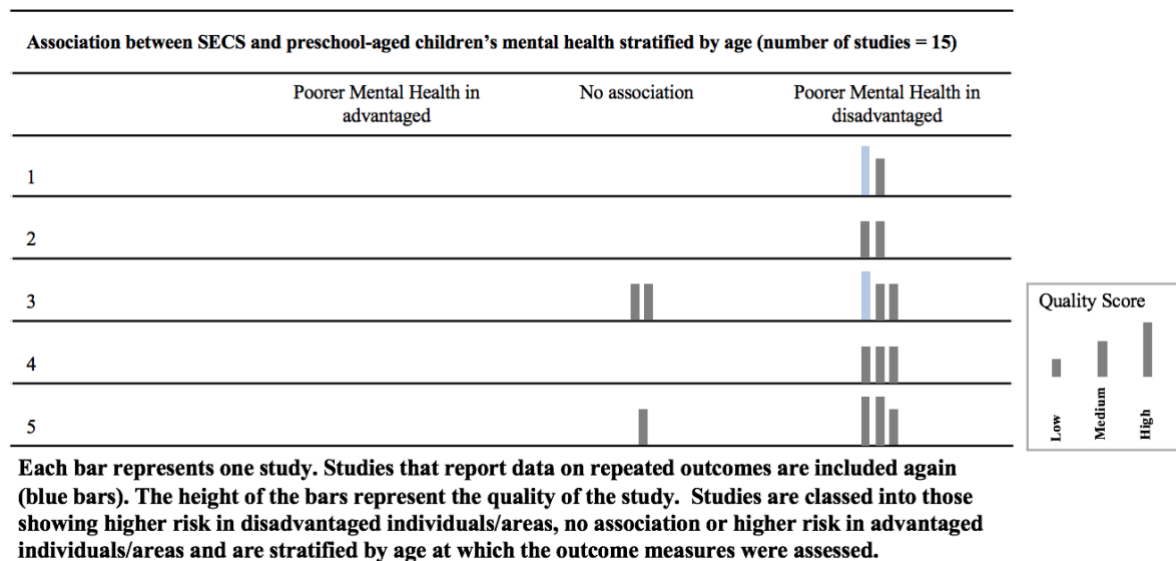 Association between SECS and preschool-aged children's mental health stratified by age (number of studies = 15)
Poorer Mental Health in
advantaged
No association
Poorer Mental Health in
disadvantaged
1
2
3
4
5
Quality Score
Low
Medium
High
Each bar represents one study. Studies that report data on repeated outcomes are included again
(blue bars). The height of the bars represent the quality of the study.  Studies are classed into those
showing higher risk in disadvantaged individuals/areas, no association or higher risk in advantaged
individuals/areas and are stratified by age at which the outcome measures were assessed.